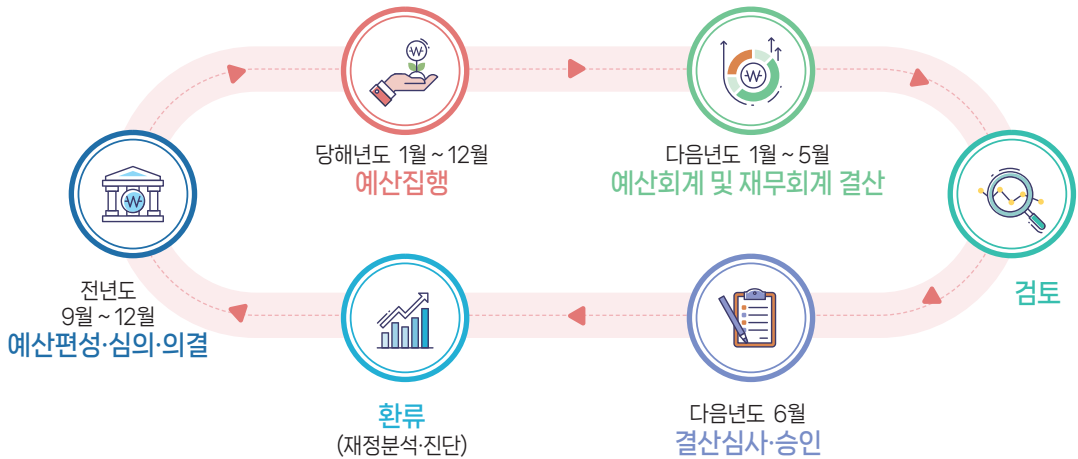 당해년도 1월 ~ 12월
예산집행
다음년도 1월 ~ 5월
예산회계 및 재무회계 결산
전년도
9월 ~ 12월
예산편성·심의·의결
검토
환류
(재정분석·진단)
다음년도 6월
결산심사·승인